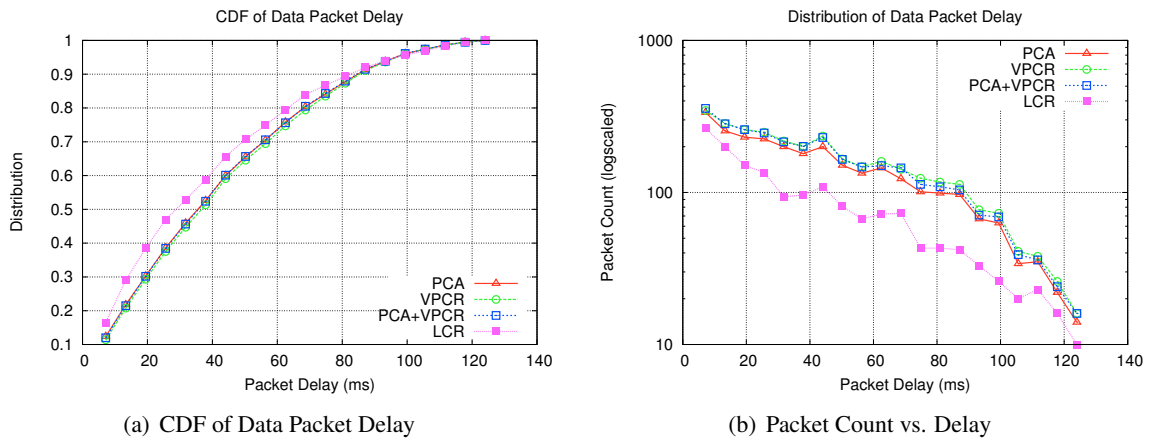 CDF of Data Packet Delay
1
0.9
0.8
0.7
0.6
0.5
0.4
0.3
0.2
0.1
Distribution
PCA
VPCR
PCA+VPCR
LCR
0 20 40 60 80 100 120 140
Packet Delay (ms)
(a) CDF of Data Packet Delay
Distribution of Data Packet Delay
1000
100
10
Packet Count (logscaled)
PCA
VPCR
PCA+VPCR
LCR
0 20 40 60 80 100 120 140
Packet Delay (ms)
(b) Packet Count vs. Delay